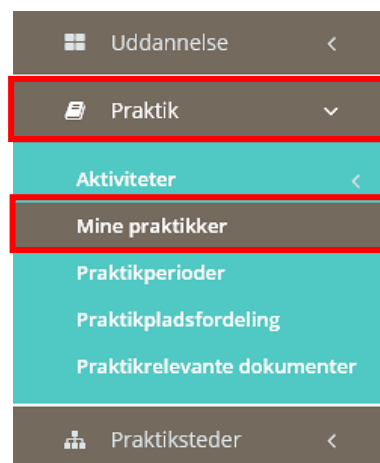 Uddannelse
Praktik
Aktiviteter
Mine praktikker
Praktikperioder
Praktikpladsfordeling
Praktikrelevante dokumenter
Praktiksteder